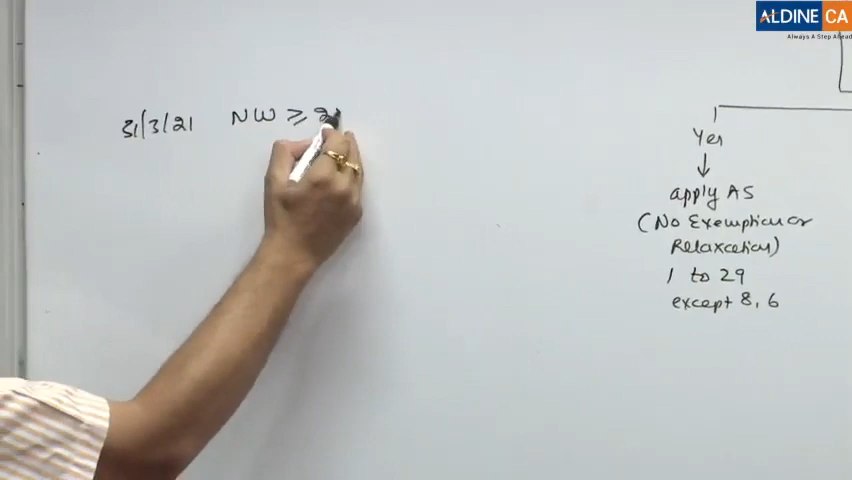 ALDINE CA
Always A Step Ahead
31/3/21 NW ≥ 2
Yes
apply AS
(No Exemption or
Relaxation)
1 to 29
except 8, 6